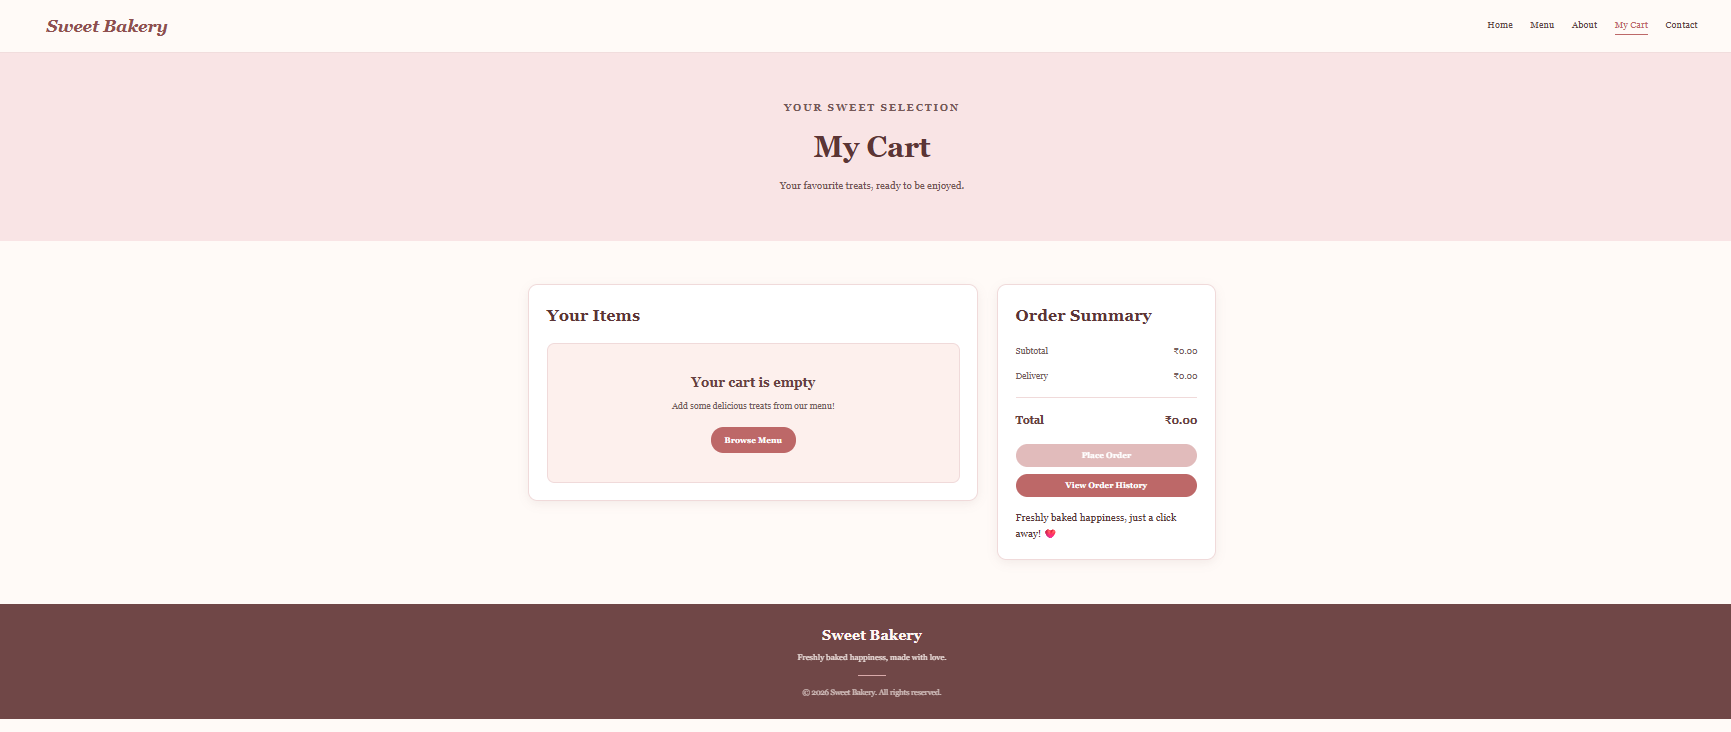 Sweet Bakery
Home
Menu
About
My Cart
Contact
YOUR SWEET SELECTION
My Cart
Your favourite treats, ready to be enjoyed.
Your Items
Your cart is empty
Add some delicious treats from our menu!
Browse Menu
Order Summary
Subtotal ₹0.00
Delivery ₹0.00
Total ₹0.00
Place Order
View Order History
Freshly baked happiness, just a click
away! ❤️
Sweet Bakery
Freshly baked happiness, made with love.
© 2026 Sweet Bakery. All rights reserved.